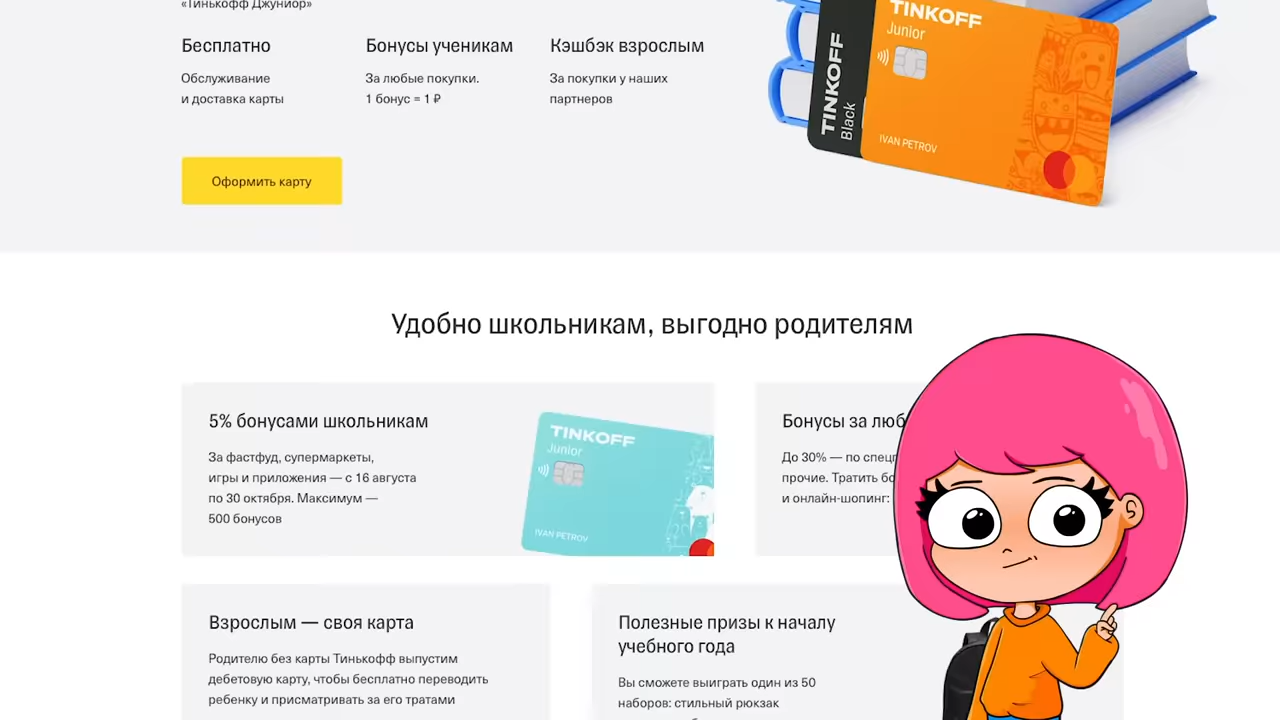 «Тинькофф Джуниор»
Бесплатно
Обслуживание
и доставка карты
Бонусы ученикам
За любые покупки.
1 бонус = 1 ₽
Кэшбэк взрослым
За покупки у наших
партнеров
Оформить карту
TINKOFF
Black
TINKOFF
Junior
IVAN PETROV
Удобно школьникам, выгодно родителям
5% бонусами школьникам
За фастфуд, супермаркеты,
игры и приложения — с 16 августа
по 30 октября. Максимум —
500 бонусов
TINKOFF
Junior
IVAN PETROV
Бонусы за
До 30% — по
прочие. Тратить
и онлайн-шопинг:
Взрослым — своя карта
Родителю без карты Тинькофф выпустим
дебетовую карту, чтобы бесплатно переводить
ребенку и присматривать за его тратами
Полезные призы к началу
учебного года
Вы сможете выиграть один из 50
наборов: стильный рюкзак